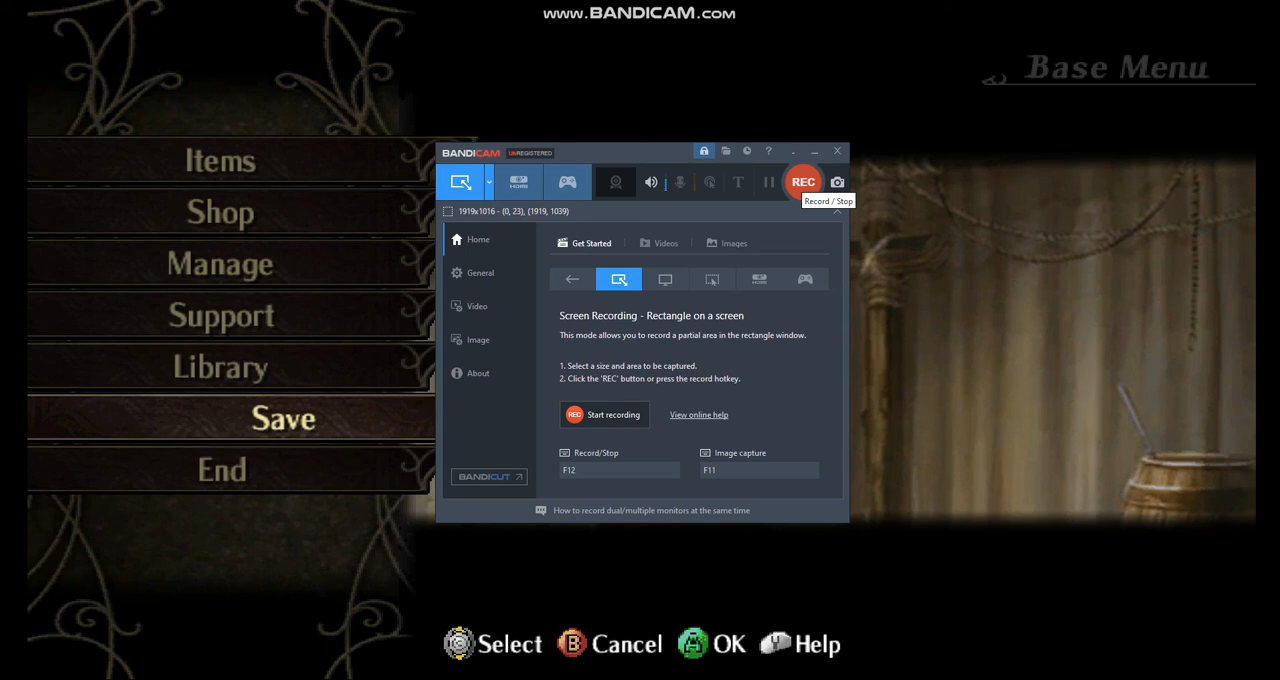 www.BANDICAM.com
Base Menu
Items
Shop
Manage
Support
Library
Save
End
BANDICAM UNREGISTERED
HDMI
T
REC
Record / Stop
1919x1016 - (0, 23), (1919, 1039)
Home
General
Video
Image
About
BANDICUT
Get Started
Videos
Images
Screen Recording - Rectangle on a screen
This mode allows you to record a partial area in the rectangle window.
1. Select a size and area to be captured.
2. Click the 'REC' button or press the record hotkey.
REC Start recording
View online help
Record/Stop
Image capture
F12
F11
How to record dual/multiple monitors at the same time
Select B Cancel A OK Y Help